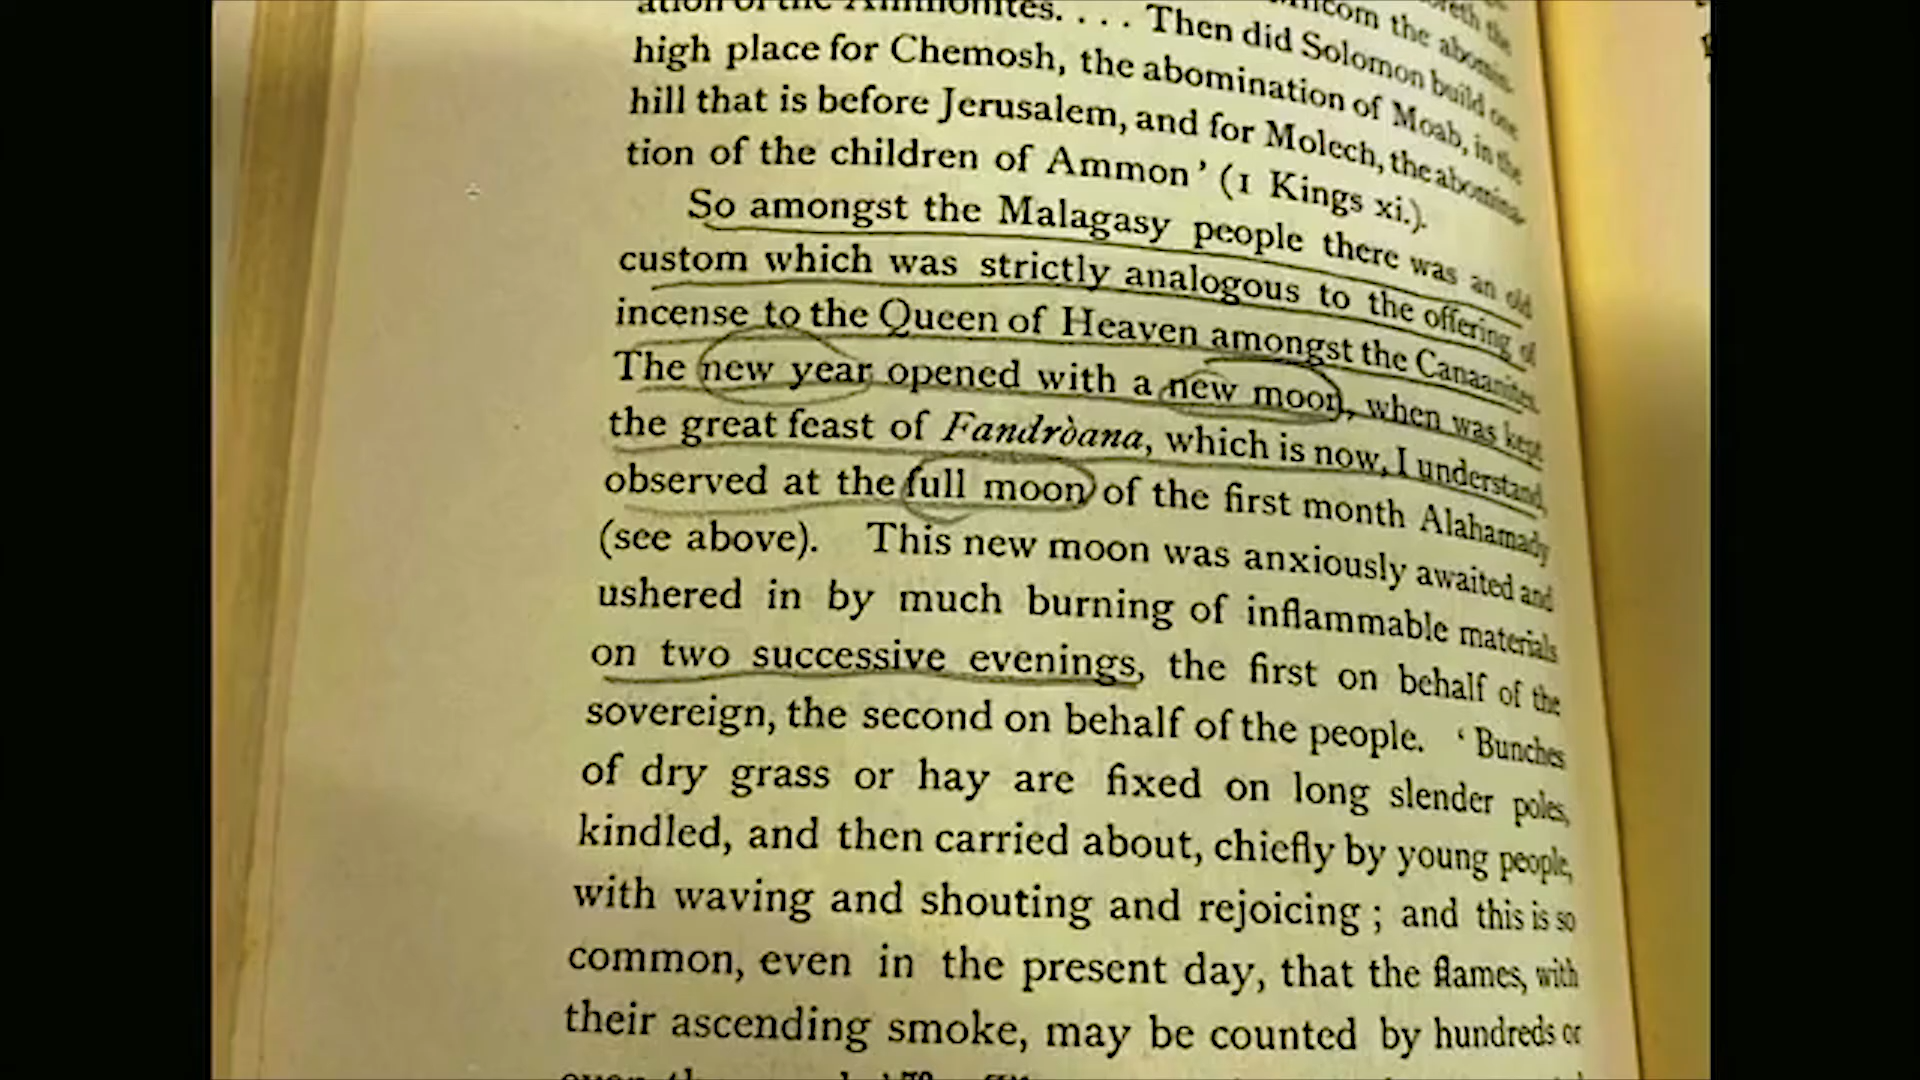 ation of the Ammonites. . . . Then did Solomon build one
high place for Chemosh, the abomination of Moab, in the
hill that is before Jerusalem, and for Molech, the abomina-
tion of the children of Ammon’ (1 Kings xi.).
So amongst the Malagasy people there was an old
custom which was strictly analogous to the offering of
incense to the Queen of Heaven amongst the Canaanites.
The new year opened with a new moon, when was kept
the great feast of Fandròana, which is now, I understand,
observed at the full moon of the first month Alahamady
(see above). This new moon was anxiously awaited and
ushered in by much burning of inflammable materials
on two successive evenings, the first on behalf of the
sovereign, the second on behalf of the people. ‘ Bunches
of dry grass or hay are fixed on long slender poles,
kindled, and then carried about, chiefly by young people,
with waving and shouting and rejoicing ; and this is so
common, even in the present day, that the flames, with
their ascending smoke, may be counted by hundreds or